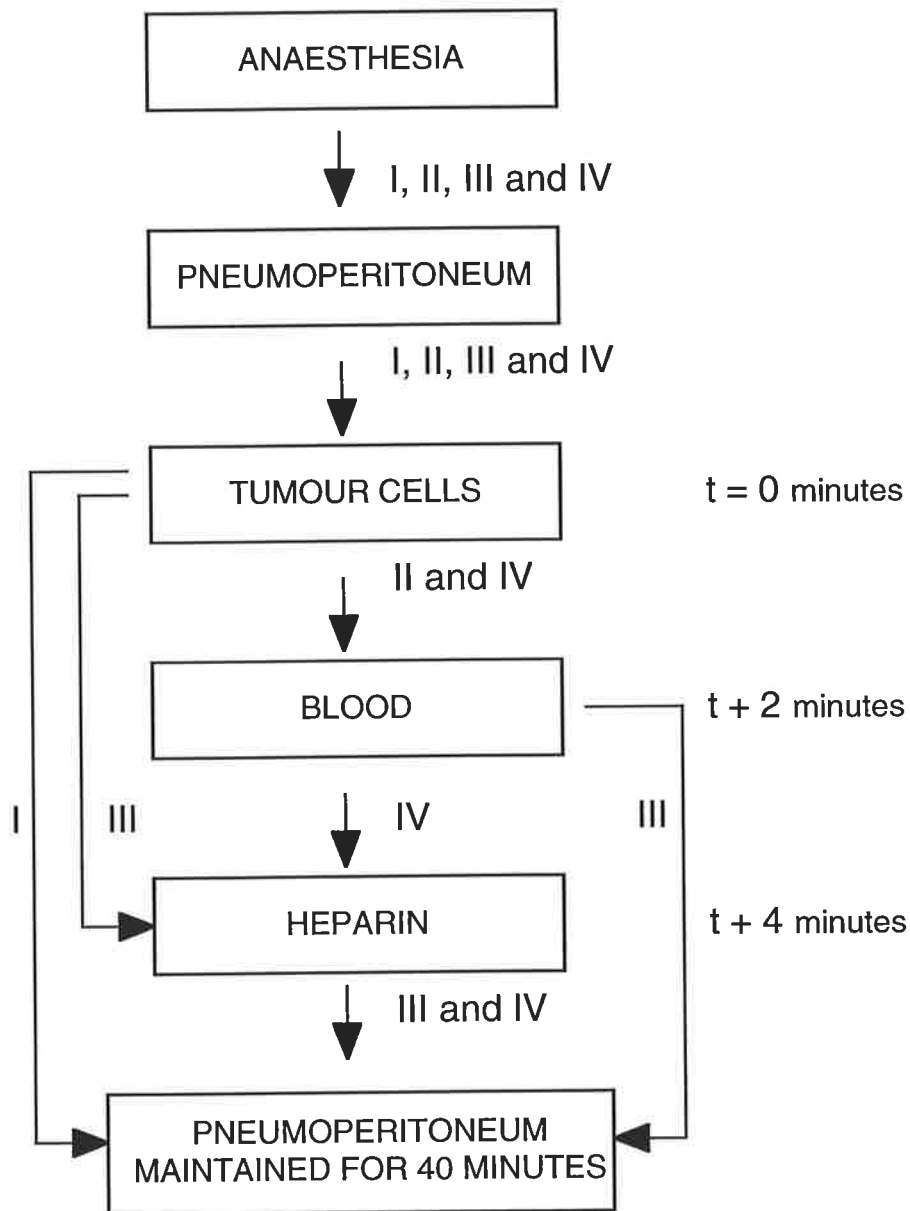 ANAESTHESIA
I, II, III and IV
PNEUMOPERITONEUM
I, II, III and IV
TUMOUR CELLS
t = 0 minutes
II and IV
BLOOD
t + 2 minutes
I
III
IV
III
HEPARIN
t + 4 minutes
III and IV
PNEUMOPERITONEUM
MAINTAINED FOR 40 MINUTES